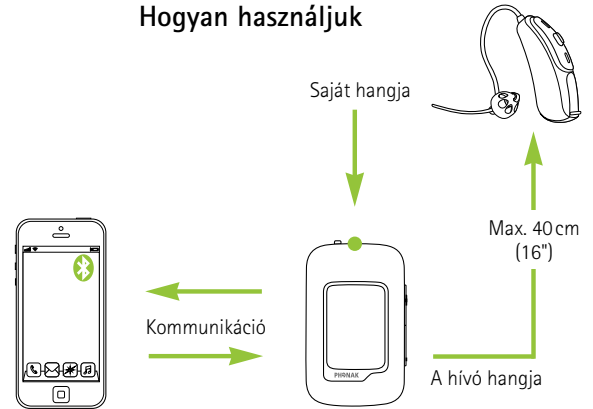 Hogyan használjuk
Saját hangja
Max. 40 cm
(16")
Kommunikáció
PHONAK
A hívó hangja